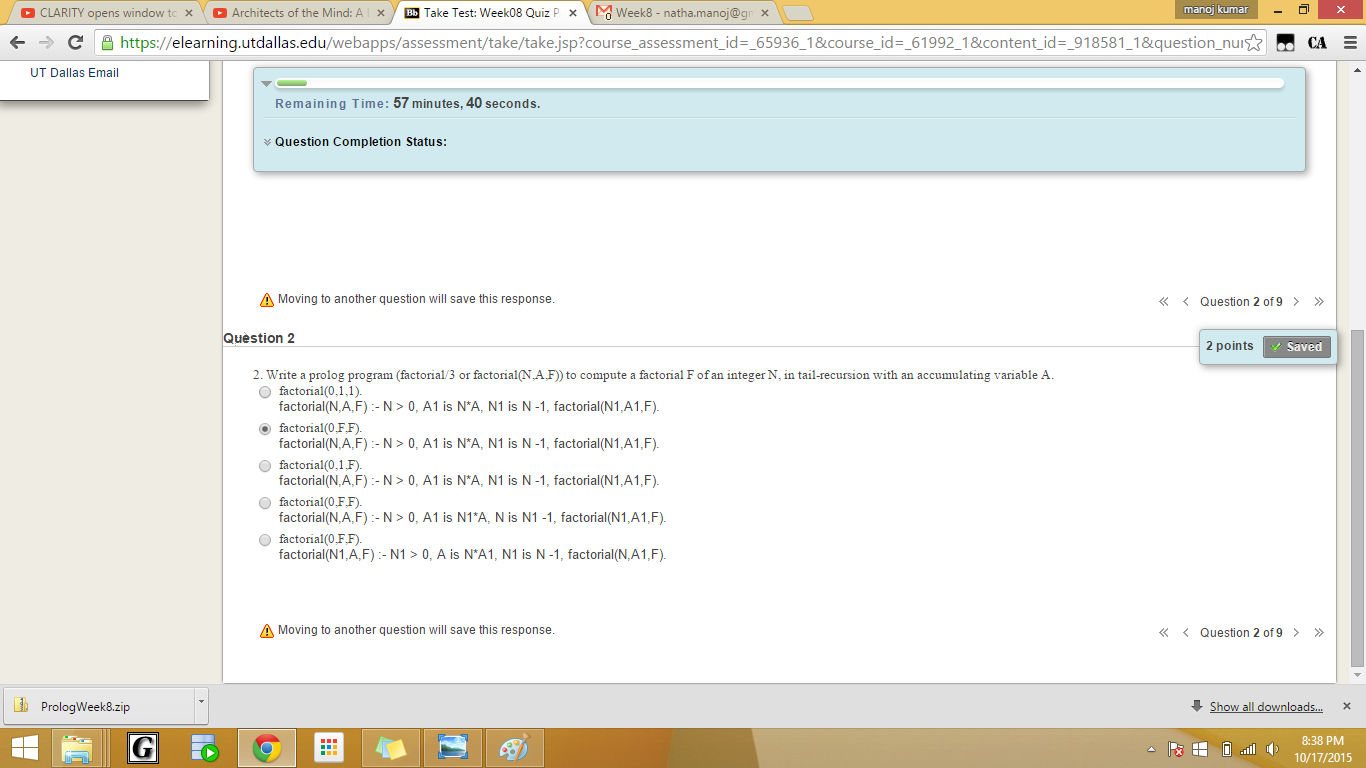 CLARITY opens window to
Architects of the Mind: A
Bb Take Test: Week08 Quiz P
Week8 - natha.manoj@gm
manoj kumar
https://elearning.utdallas.edu/webapps/assessment/take/take.jsp?course_assessment_id=_65936_1&course_id=_61992_1&content_id=_918581_1&question_nu
CA
UT Dallas Email
Remaining Time: 57 minutes, 40 seconds.
Question Completion Status:
Moving to another question will save this response.
Question 2 of 9
Question 2
2 points
Saved
2. Write a prolog program (factorial/3 or factorial(N,A,F)) to compute a factorial F of an integer N, in tail-recursion with an accumulating variable A.
factorial(0,1,1).
factorial(N,A,F) :- N > 0, A1 is N*A, N1 is N -1, factorial(N1,A1,F).
factorial(0,F,F).
factorial(N,A,F) :- N > 0, A1 is N*A, N1 is N -1, factorial(N1,A1,F).
factorial(0,1,F).
factorial(N,A,F) :- N > 0, A1 is N*A, N1 is N -1, factorial(N1,A1,F).
factorial(0,F,F).
factorial(N,A,F) :- N > 0, A1 is N1*A, N is N1 -1, factorial(N1,A1,F).
factorial(0,F,F).
factorial(N1,A,F) :- N1 > 0, A is N*A1, N1 is N -1, factorial(N,A1,F).
Moving to another question will save this response.
Question 2 of 9
PrologWeek8.zip
Show all downloads...
G
8:38 PM
10/17/2015